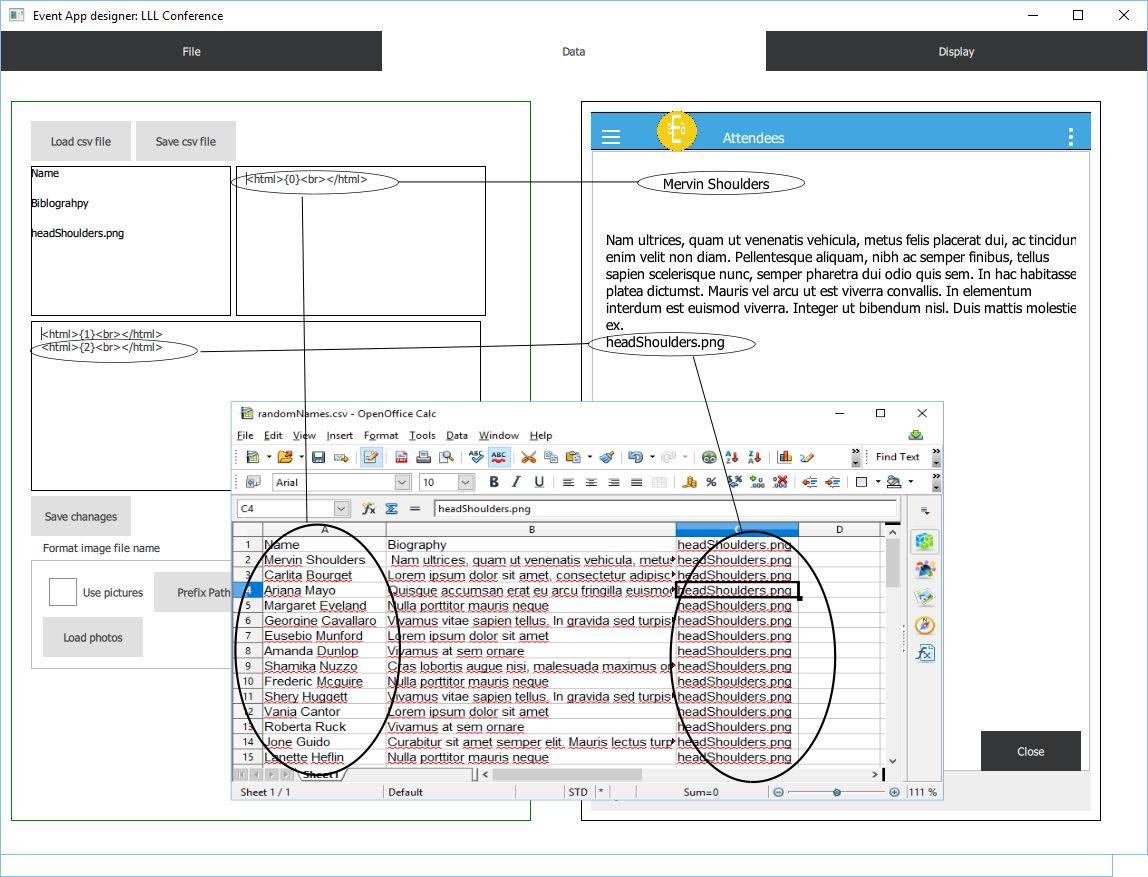 Event App designer: LLL Conference
File
Data
Display
Load csv file
Save csv file
Name
Biblograhpy
headShoulders.png
<html>{0}<br></html>
<html>{1}<br></html>
<html>{2}<br></html>
Save chanages
Format image file name
Use pictures
Prefix Path
Load photos
Attendees
Mervin Shoulders
Nam ultrices, quam ut venenatis vehicula, metus felis placerat dui, ac tincidun
enim velit non diam. Pellentesque aliquam, nibh ac semper finibus, tellus
sapien scelerisque nunc, semper pharetra dui odio quis sem. In hac habitasse
platea dictumst. Mauris vel arcu ut est viverra convallis. In elementum
interdum est euismod viverra. Integer ut bibendum nisl. Duis mattis molestie
ex.
headShoulders.png
Close
randomNames.csv - OpenOffice Calc
File Edit View Insert Format Tools Data Window Help
Find Text
Arial 10 B I U
C4 headShoulders.png
A B C D
1 Name Biography headShoulders.png
2 Mervin Shoulders Nam ultrices, quam ut venenatis vehicula, metus headShoulders.png
3 Carlita Bourget Lorem ipsum dolor sit amet, consectetur adipisc headShoulders.png
4 Ariana Mayo Quisque accumsan erat eu arcu fringilla euismo headShoulders.png
5 Margaret Eveland Nulla porttitor mauris neque headShoulders.png
6 Georgine Cavallaro Vivamus vitae sapien tellus. In gravida sed turpis headShoulders.png
7 Eusebio Munford Lorem ipsum dolor sit amet headShoulders.png
8 Amanda Dunlop Vivamus at sem ornare headShoulders.png
9 Shamika Nuzzo Cras lobortis augue nisi, malesuada maximus or headShoulders.png
10 Frederic Mcguire Nulla porttitor mauris neque headShoulders.png
11 Shery Huggett Vivamus vitae sapien tellus. In gravida sed turpis headShoulders.png
12 Vania Cantor Lorem ipsum dolor sit amet headShoulders.png
13 Roberta Ruck Vivamus at sem ornare headShoulders.png
14 Jone Guido Curabitur sit amet semper elit. Mauris lectus turp headShoulders.png
15 Lanette Heflin Nulla porttitor mauris neque headShoulders.png
Sheet1
Sheet 1 / 1 Default STD * Sum=0 111 %